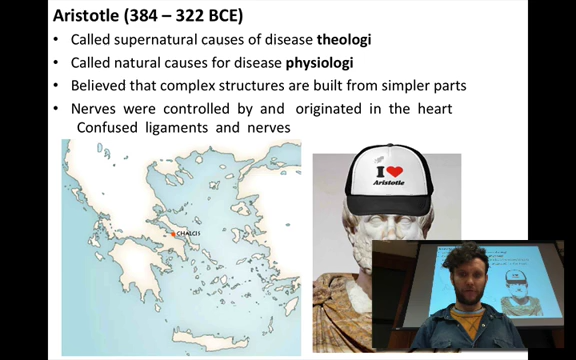 Aristotle (384 – 322 BCE)
• Called supernatural causes of disease theologi
• Called natural causes for disease physiologi
• Believed that complex structures are built from simpler parts
• Nerves were controlled by and originated in the heart
Confused ligaments and nerves
CHALCIS
I ❤
Aristotle